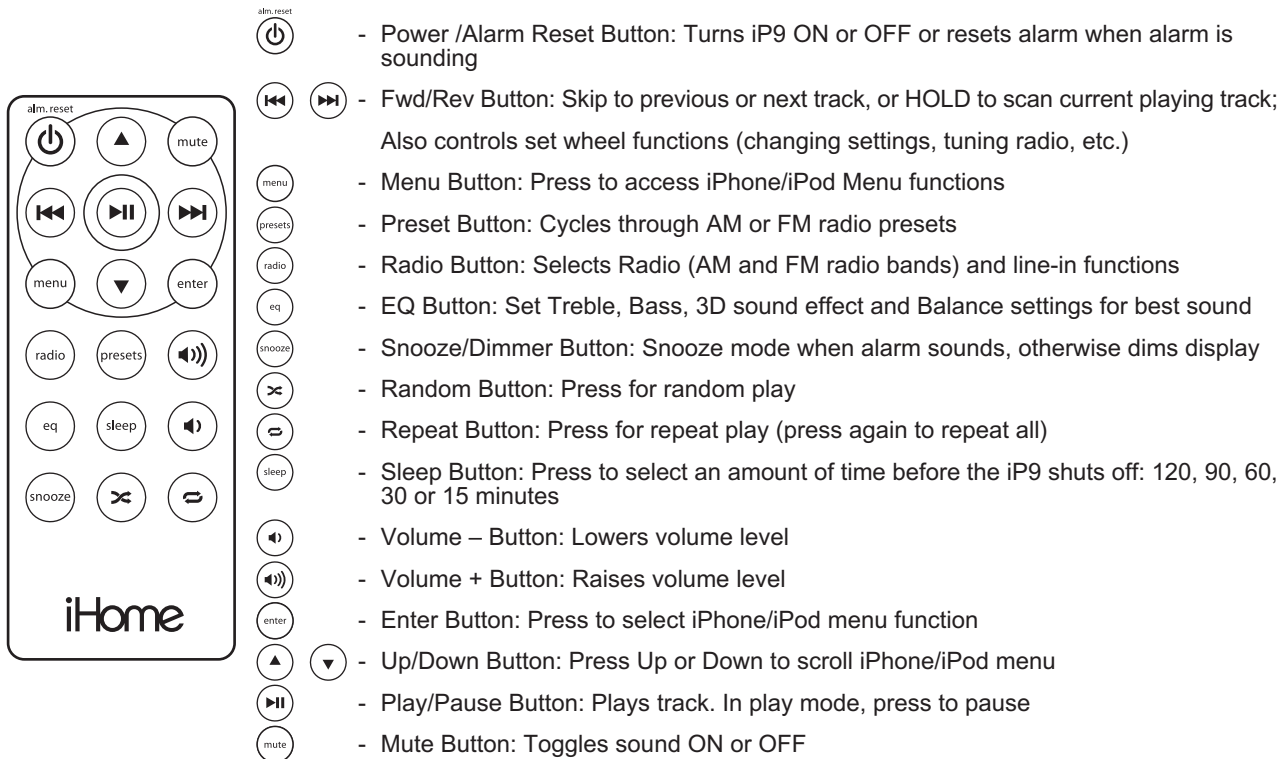 alm. reset
- Power /Alarm Reset Button: Turns iP9 ON or OFF or resets alarm when alarm is
sounding
- Fwd/Rev Button: Skip to previous or next track, or HOLD to scan current playing track;
Also controls set wheel functions (changing settings, tuning radio, etc.)
menu - Menu Button: Press to access iPhone/iPod Menu functions
presets - Preset Button: Cycles through AM or FM radio presets
radio - Radio Button: Selects Radio (AM and FM radio bands) and line-in functions
eq - EQ Button: Set Treble, Bass, 3D sound effect and Balance settings for best sound
snooze - Snooze/Dimmer Button: Snooze mode when alarm sounds, otherwise dims display
- Random Button: Press for random play
- Repeat Button: Press for repeat play (press again to repeat all)
sleep - Sleep Button: Press to select an amount of time before the iP9 shuts off: 120, 90, 60,
30 or 15 minutes
- Volume – Button: Lowers volume level
- Volume + Button: Raises volume level
enter - Enter Button: Press to select iPhone/iPod menu function
- Up/Down Button: Press Up or Down to scroll iPhone/iPod menu
- Play/Pause Button: Plays track. In play mode, press to pause
mute - Mute Button: Toggles sound ON or OFF
alm. reset
mute
menu enter
radio presets
eq sleep
snooze
iHome